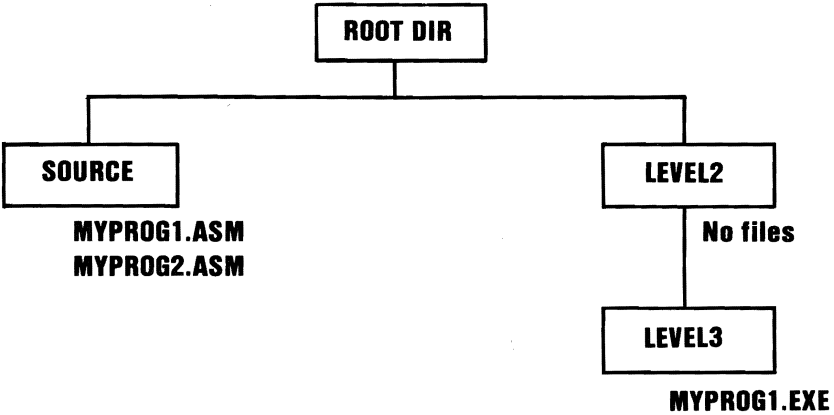 ROOT DIR
SOURCE
LEVEL2
MYPROG1.ASM
MYPROG2.ASM
No files
LEVEL3
MYPROG1.EXE